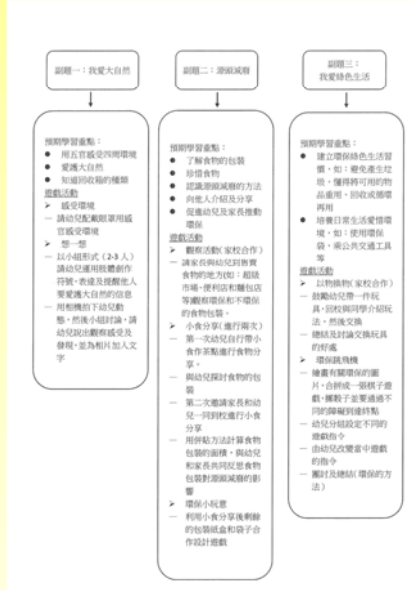 副題一：我愛大自然
預期學習重點：
● 用五官感受四周環境
● 愛護大自然
● 知道回收箱的種類
遊戲活動
➢ 感受環境
— 請幼兒配戴眼罩用感
官感受環境
➢ 想一想
— 以小組形式（2-3 人）
請幼兒運用肢體創作
符號，表達及提醒他人
要愛護大自然的信息
— 用相機拍下幼兒動
態，然後小組討論，請
幼兒說出觀察感受及
發現，並為相片加入文
字
副題二：源頭減廢
預期學習重點：
● 了解食物的包裝
● 珍惜食物
● 認識源頭減廢的方法
● 向他人介紹及分享
● 促進幼兒及家長推動
環保
遊戲活動
➢ 觀察活動(家校合作)
— 請家長與幼兒到售賣
食物的地方(如：超級
市場、便利店和麵包店
等)觀察環保和不環保
的食物包裝。
➢ 小食分享(進行兩次)
— 第一次幼兒自行帶小
食作茶點進行食物分
享。
— 與幼兒探討食物的包
裝
— 第二次邀請家長和幼
兒一同到校進行小食
分享
— 用併貼方法計算食物
包裝的面積，與幼兒
和家長共同反思食物
包裝對源頭減廢的影
響
➢ 環保小玩意
— 利用小食分享後剩餘
的包裝紙盒和袋子合
作設計遊戲
副題三：
我愛綠色生活
預期學習重點：
● 建立環保綠色生活習
慣，如：避免產生垃
圾，懂得將可用的物
品重用、回收或循環
再用
● 培養日常生活愛惜環
境，如：使用環保
袋，乘公共交通工具
等
遊戲活動
➢ 以物換物(家校合作)
— 鼓勵幼兒帶一件玩
具，回校與同學介紹玩
法，然後交換
— 總結及討論交換玩具
的好處
➢ 環保跳飛機
— 繪畫有關環保的圖
片，合併成一張棋子遊
戲，擲骰子並要通過不
同的障礙到達終點
— 幼兒分組設定不同的
遊戲指令
— 由幼兒改變當中遊戲
的指令
— 團討及總結(環保的方
法)